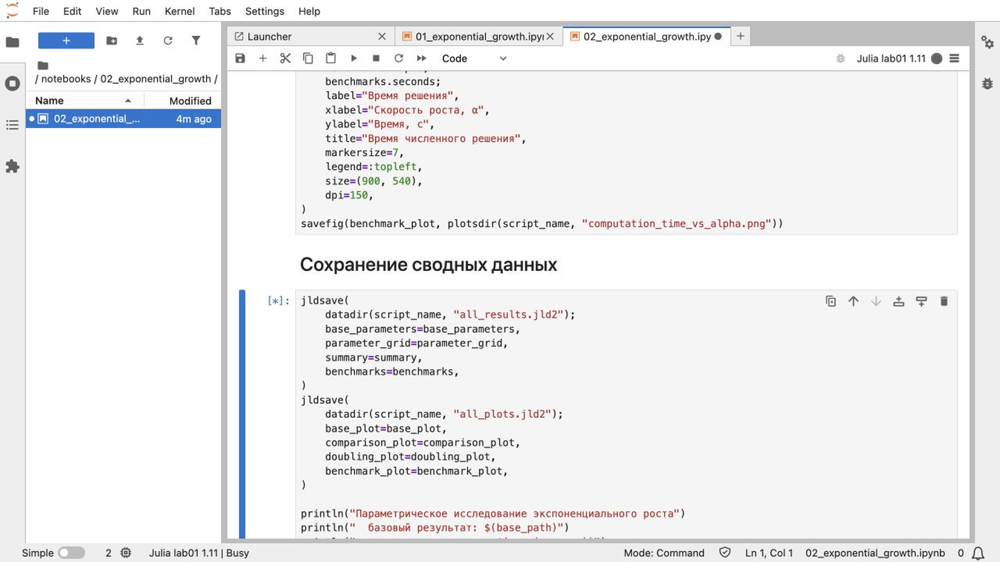 File Edit View Run Kernel Tabs Settings Help
Launcher
01_exponential_growth.ipyn
02_exponential_growth.ipy
Code
Julia lab01 1.11
/ notebooks / 02_exponential_growth /
Name Modified
02_exponential_... 4m ago
benchmarks.seconds;
label="Время решения",
xlabel="Скорость роста, α",
ylabel="Время, с",
title="Время численного решения",
markersize=7,
legend=:topleft,
size=(900, 540),
dpi=150,
)
savefig(benchmark_plot, plotsdir(script_name, "computation_time_vs_alpha.png"))
Сохранение сводных данных
[*]:
jldsave(
datadir(script_name, "all_results.jld2");
base_parameters=base_parameters,
parameter_grid=parameter_grid,
summary=summary,
benchmarks=benchmarks,
)
jldsave(
datadir(script_name, "all_plots.jld2");
base_plot=base_plot,
comparison_plot=comparison_plot,
doubling_plot=doubling_plot,
benchmark_plot=benchmark_plot,
)
println("Параметрическое исследование экспоненциального роста")
println("  базовый результат: $(base_path)")
Simple 2 Julia lab01 1.11 | Busy Mode: Command Ln 1, Col 1 02_exponential_growth.ipynb 0